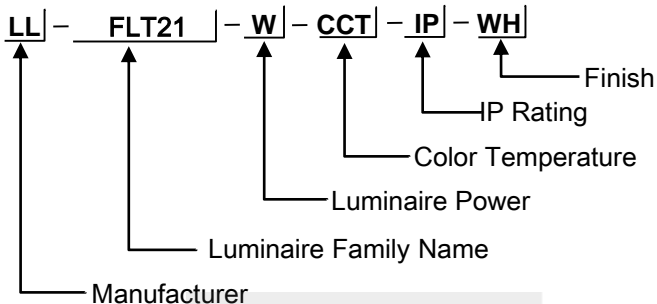 LL – FLT21 – W – CCT – IP – WH
Finish
IP Rating
Color Temperature
Luminaire Power
Luminaire Family Name
Manufacturer